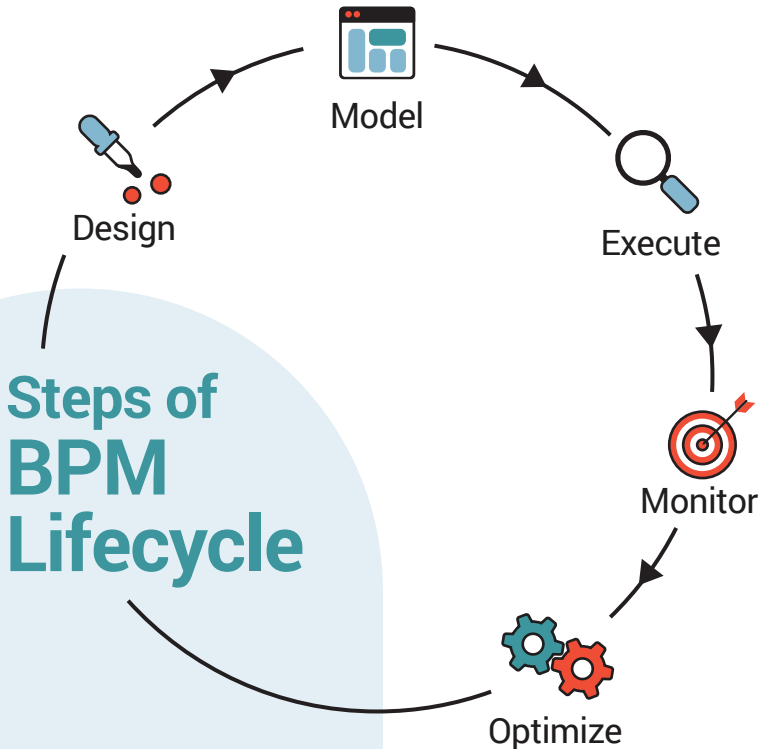 Model
Design
Execute
Steps of
BPM
Lifecycle
Monitor
Optimize